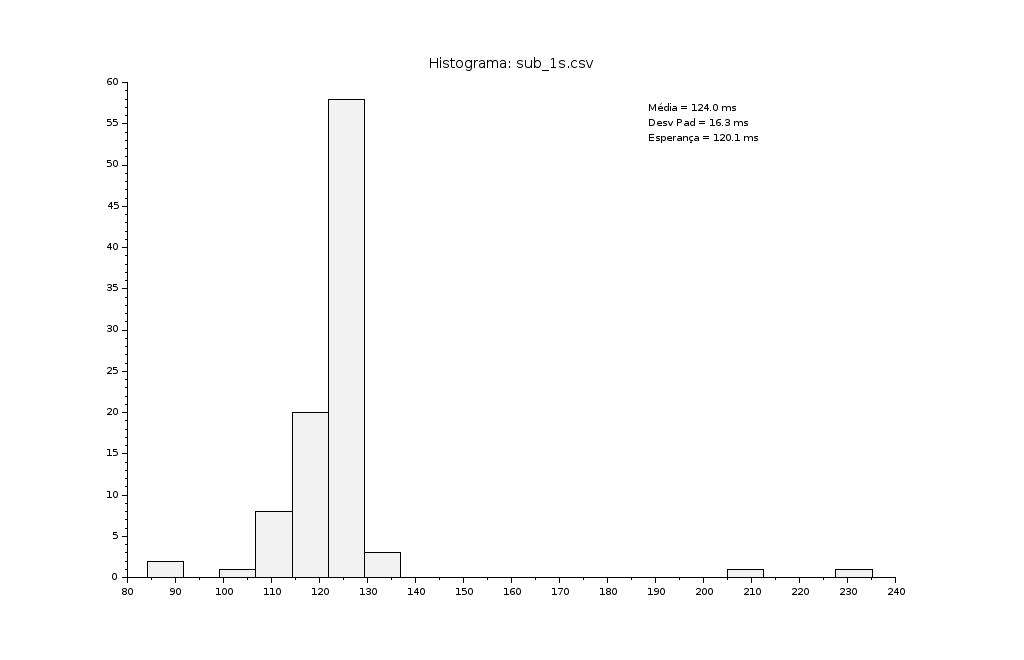 Histograma: sub_1s.csv
Média = 124.0 ms
Desv Pad = 16.3 ms
Esperança = 120.1 ms
60
55
50
45
40
35
30
25
20
15
10
5
0
80 90 100 110 120 130 140 150 160 170 180 190 200 210 220 230 240